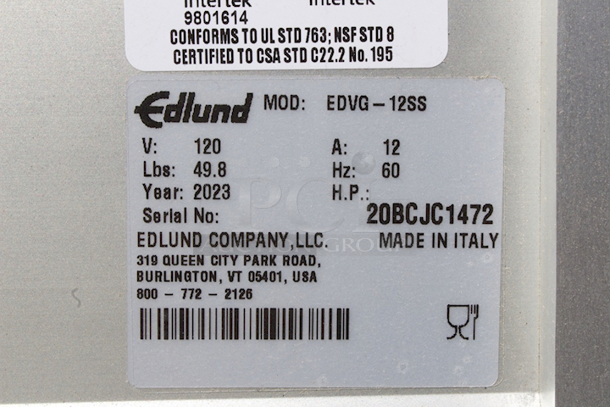 Intertek Intertek
9801614
CONFORMS TO UL STD 763; NSF STD 8
CERTIFIED TO CSA STD C22.2 No. 195
Edlund MOD: EDVG-12SS
V: 120 A: 12
Lbs: 49.8 Hz: 60
Year: 2023 H.P.:
Serial No: 20BCJC1472
EDLUND COMPANY, LLC. MADE IN ITALY
319 QUEEN CITY PARK ROAD,
BURLINGTON, VT 05401, USA
800 - 772 - 2126